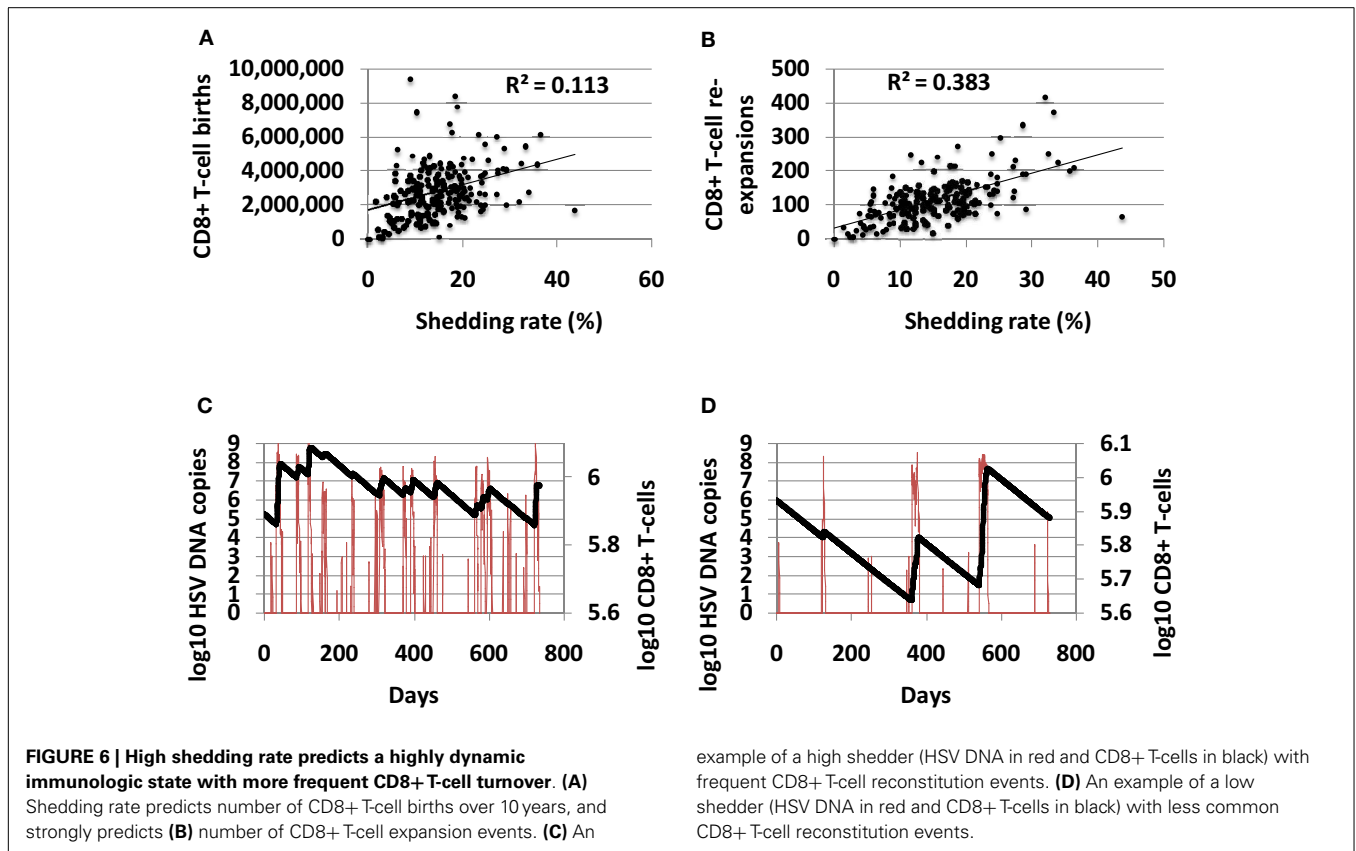 A
10,000,000
8,000,000
6,000,000
4,000,000
2,000,000
0
CD8+ T-cell births
R² = 0.113
0 20 40 60
Shedding rate (%)
B
500
400
300
200
100
0
CD8+ T-cell re-
expansions
R² = 0.383
0 10 20 30 40 50
Shedding rate (%)
C
9
8
7
6
5
4
3
2
1
0
log10 HSV DNA copies
6
5.8
5.6
log10 CD8+ T-cells
0 200 400 600 800
Days
D
9
8
7
6
5
4
3
2
1
0
log10 HSV DNA copies
6.1
6
5.9
5.8
5.7
5.6
log10 CD8+ T-cells
0 200 400 600 800
Days
FIGURE 6 | High shedding rate predicts a highly dynamic
immunologic state with more frequent CD8+ T-cell turnover. (A)
Shedding rate predicts number of CD8+ T-cell births over 10 years, and
strongly predicts (B) number of CD8+ T-cell expansion events. (C) An
example of a high shedder (HSV DNA in red and CD8+ T-cells in black) with
frequent CD8+ T-cell reconstitution events. (D) An example of a low
shedder (HSV DNA in red and CD8+ T-cells in black) with less common
CD8+ T-cell reconstitution events.